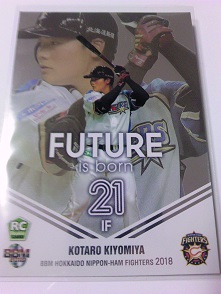 FUTURE
is born
21
IF
RC
BBM
KOTARO KIYOMIYA
BBM HOKKAIDO NIPPON-HAM FIGHTERS 2018
FIGHTERS